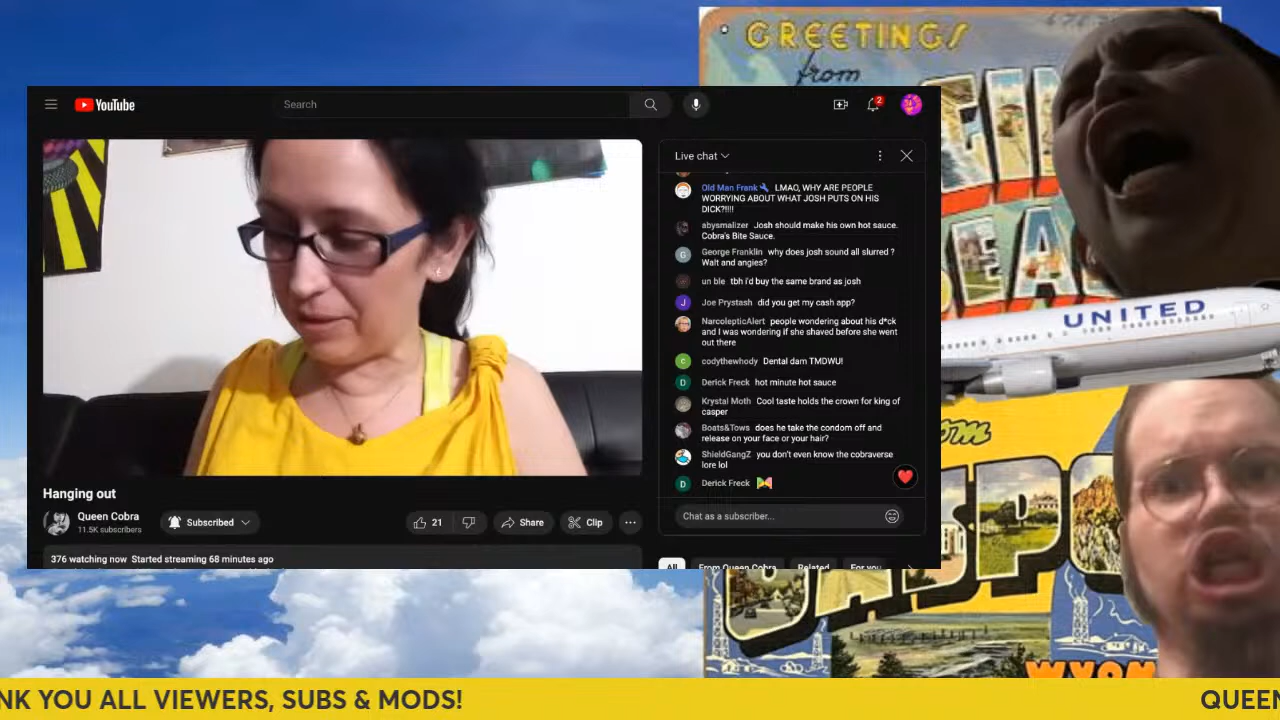 GREETINGS
from
YouTube
Search
2
UNITED
Live chat
Old Man Frank LMAO, WHY ARE PEOPLE
WORRYING ABOUT WHAT JOSH PUTS ON HIS
DICK?!!!!
abysmalizer Josh should make his own hot sauce.
Cobra's Bite Sauce.
George Franklin why does josh sound all slurred ?
Walt and angies?
un ble tbh i'd buy the same brand as josh
Joe Prystash did you get my cash app?
NarcolepticAlert people wondering about his d*ck
and I was wondering if she shaved before she went
out there
codythewhody Dental dam TMDWU!
Derick Freck hot minute hot sauce
Krystal Moth Cool taste holds the crown for king of
casper
Boats&Tows does he take the condom off and
release on your face or your hair?
ShieldGangZ you don't even know the cobraverse
lore lol
Derick Freck
Chat as a subscriber...
Hanging out
Queen Cobra
11.5K subscribers
Subscribed
21
Share
Clip
376 watching now Started streaming 68 minutes ago
All
From Queen Cobra
Related
For you
NK YOU ALL VIEWERS, SUBS & MODS!
QUEEN